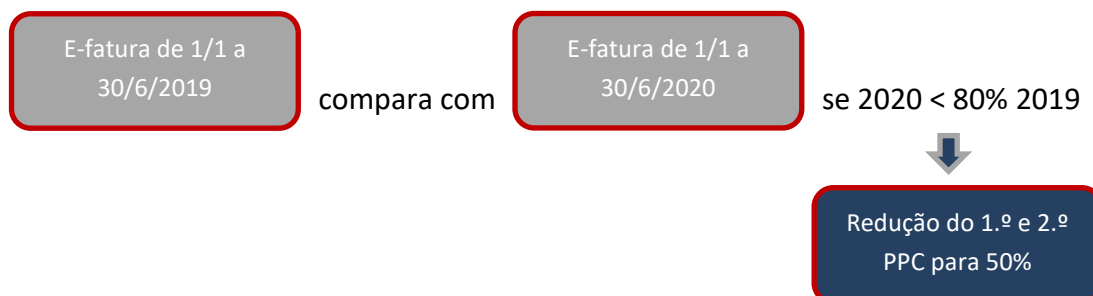 E-fatura de 1/1 a
30/6/2019
compara com
E-fatura de 1/1 a
30/6/2020
se 2020 < 80% 2019
Redução do 1.º e 2.º
PPC para 50%